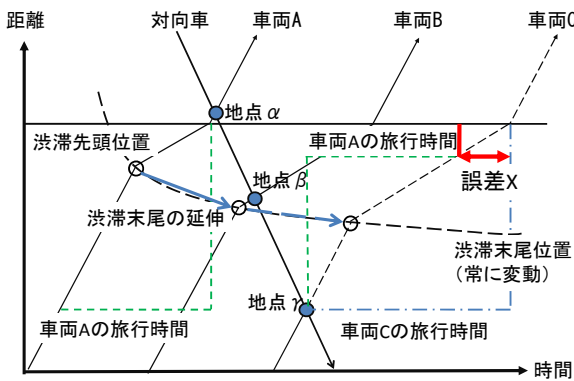 距離
対向車
車両A
車両B
車両C
地点α
渋滞先頭位置
車両Aの旅行時間
地点β
誤差X
渋滞末尾の延伸
渋滞末尾位置
(常に変動)
地点γ
車両Aの旅行時間
車両Cの旅行時間
時間